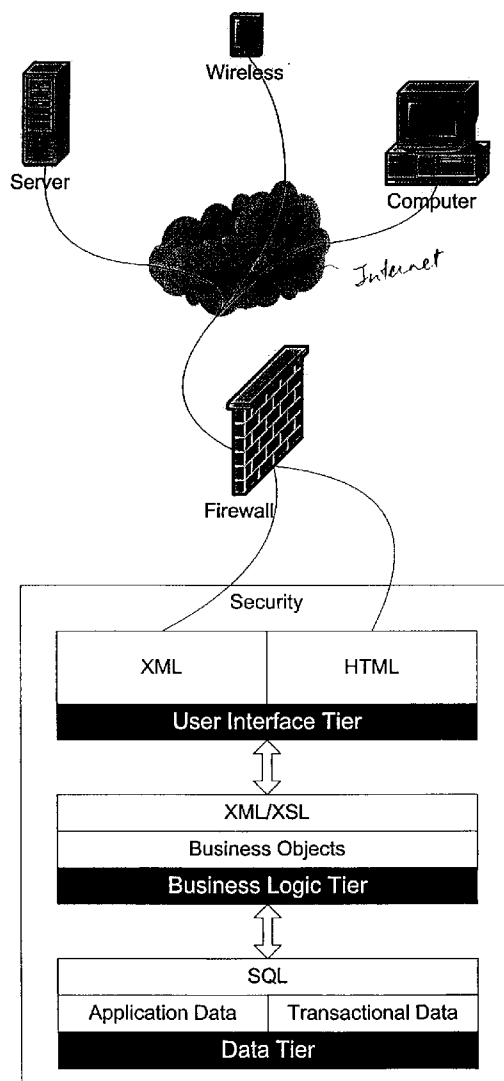 Wireless
Server
Computer
Internet
Firewall
Security
XML
HTML
User Interface Tier
XML/XSL
Business Objects
Business Logic Tier
SQL
Application Data
Transactional Data
Data Tier